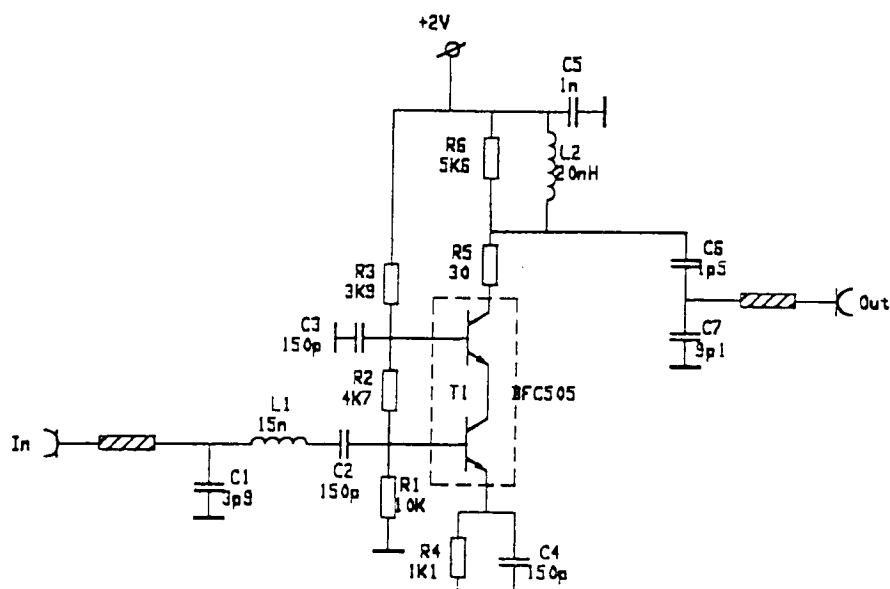 +2V
C5
1n
R6
5K6
L2
20nH
R5
30
C6
1p5
R3
3K9
Out
C3
150p
C7
9p1
R2
4K7
T1
BFC505
L1
15n
In
C1
3p9
C2
150p
R1
10K
R4
1K1
C4
150p